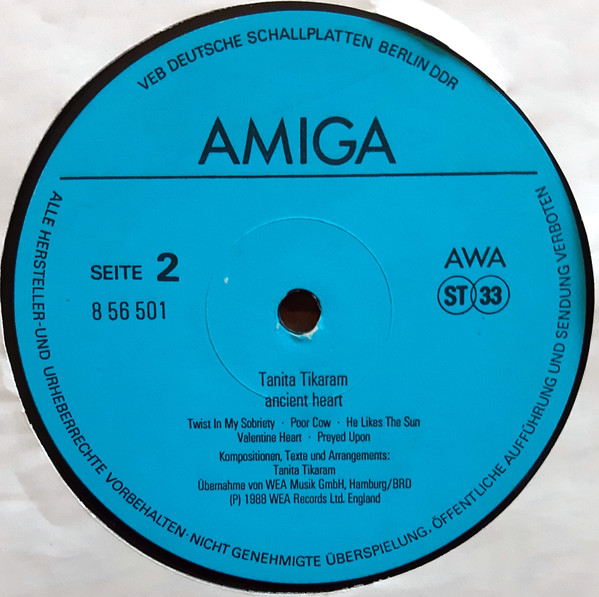 VEB DEUTSCHE SCHALLPLATTEN BERLIN DDR
AMIGA
SEITE 2
8 56 501
AWA
ST 33
Tanita Tikaram
ancient heart
Twist In My Sobriety · Poor Cow · He Likes The Sun
Valentine Heart · Preyed Upon
Kompositionen, Texte und Arrangements:
Tanita Tikaram
Übernahme von WEA Musik GmbH, Hamburg/BRD
(P) 1988 WEA Records Ltd. England
ALLE HERSTELLER-UND URHEBERRECHTE VORBEHALTEN·NICHT GENEHMIGTE ÜBERSPIELUNG, ÖFFENTLICHE AUFFÜHRUNG UND SENDUNG VERBOTEN